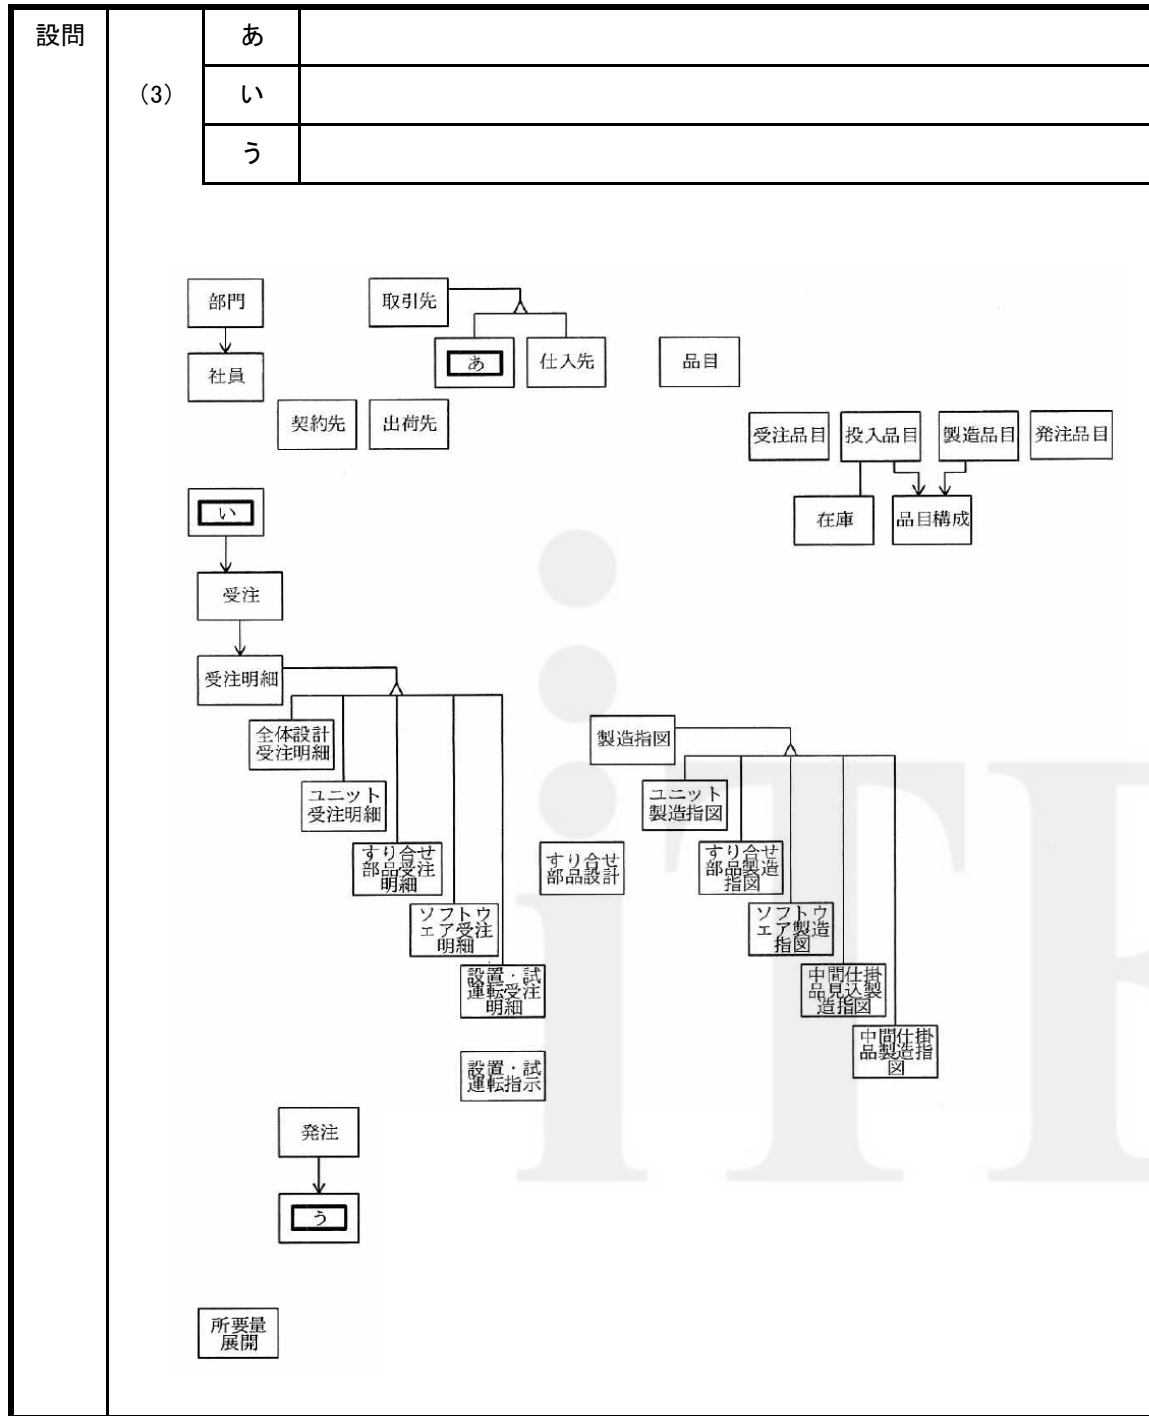 設問
あ
(3)
い
う
部門
取引先
あ
仕入先
品目
社員
契約先
出荷先
受注品目
投入品目
製造品目
発注品目
い
在庫
品目構成
受注
受注明細
全体設計
受注明細
製造指図
ユニット
受注明細
ユニット
製造指図
すり合せ
部品受注
明細
すり合せ
部品設計
すり合せ
部品製造
指図
ソフトウ
ェア受注
明細
ソフトウ
ェア製造
指図
設置・試
運転受注
明細
中間仕掛
品見込製
造指図
設置・試
運転指示
中間仕掛
品製造指
図
発注
う
所要量
展開
iTE